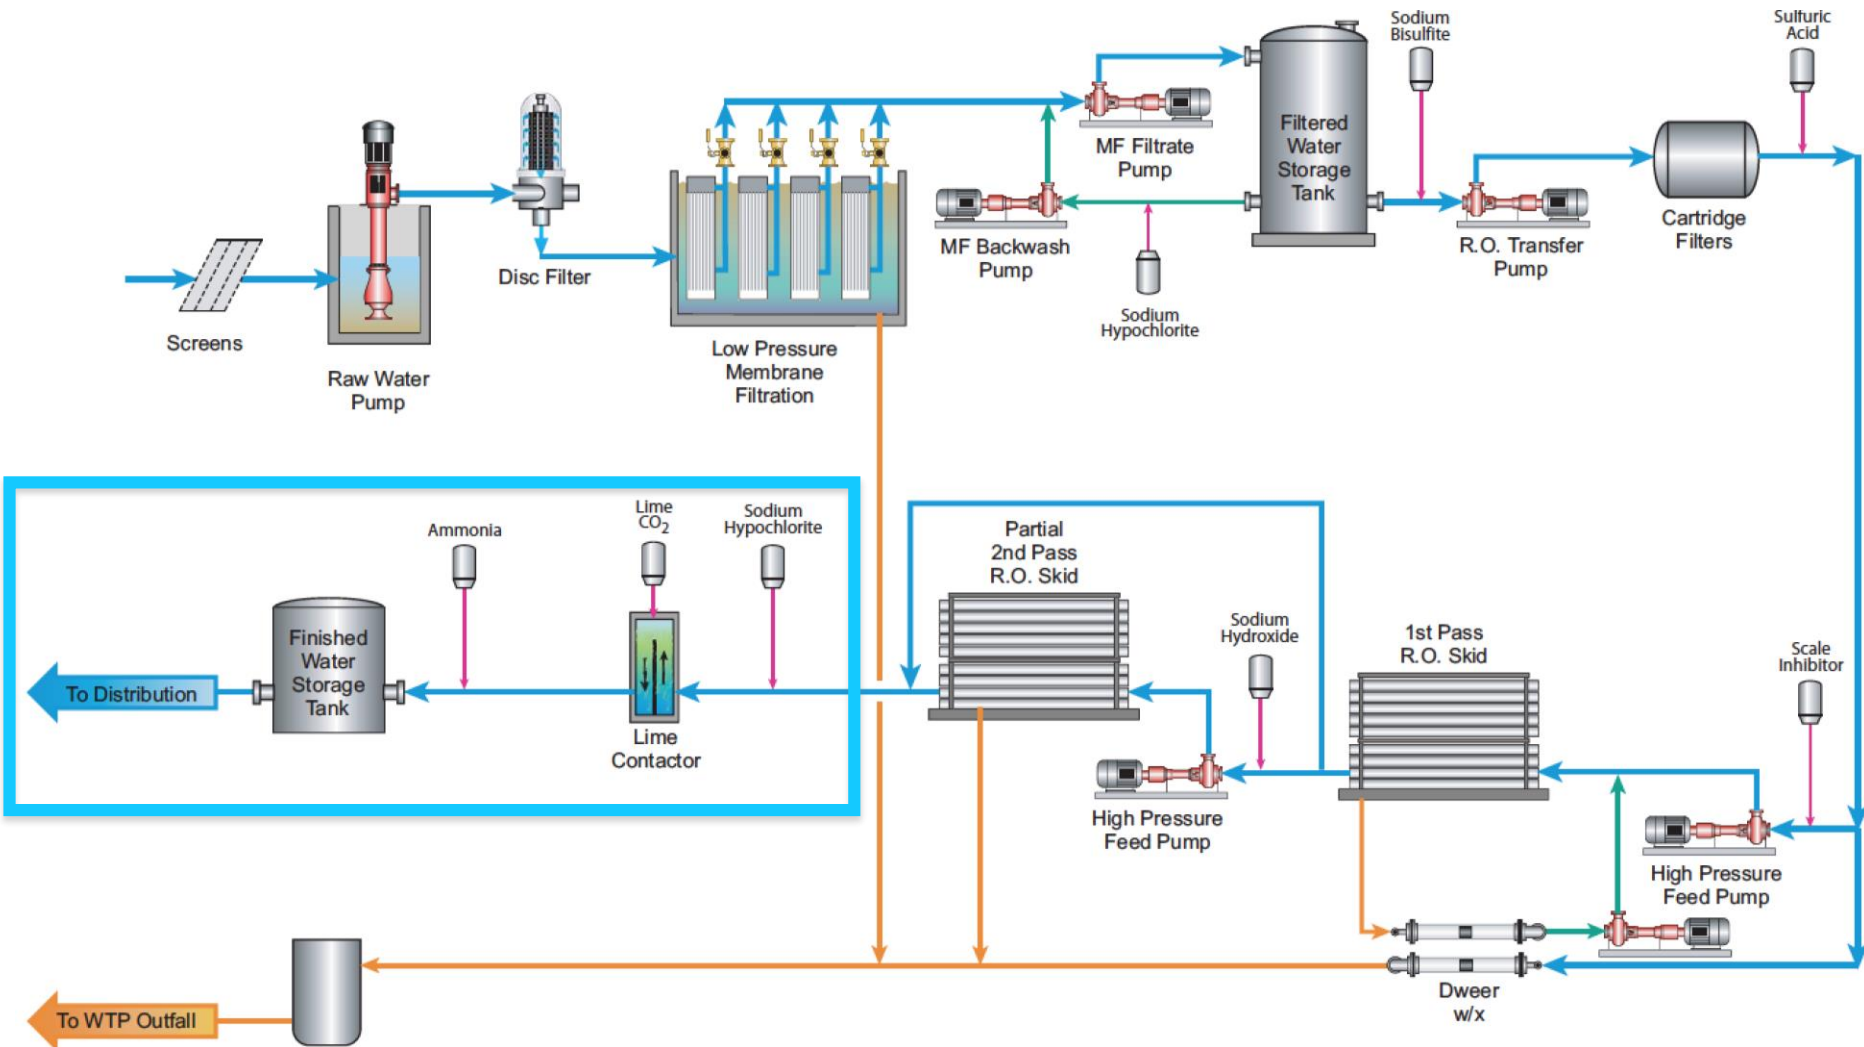 Sodium
Bisulfite
Sulfuric
Acid
Filtered
Water
Storage
Tank
MF Filtrate
Pump
Cartridge
Filters
R.O. Transfer
Pump
MF Backwash
Pump
Disc Filter
Sodium
Hypochlorite
Screens
Low Pressure
Membrane
Filtration
Raw Water
Pump
Ammonia
Lime
CO2
Sodium
Hypochlorite
Partial
2nd Pass
R.O. Skid
Sodium
Hydroxide
1st Pass
R.O. Skid
Scale
Inhibitor
Finished
Water
Storage
Tank
To Distribution
Lime
Contactor
High Pressure
Feed Pump
High Pressure
Feed Pump
Dweer
w/x
To WTP Outfall